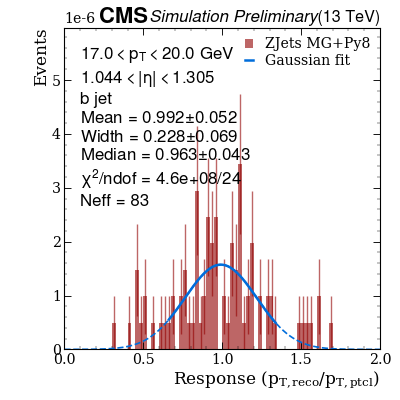 1e-6 CMS Simulation Preliminary (13 TeV)
Events
ZJets MG+Py8
Gaussian fit
17.0 < p_T < 20.0 GeV
1.044 < |η| < 1.305
b jet
Mean = 0.992±0.052
Width = 0.228±0.069
Median = 0.963±0.043
χ²/ndof = 4.6e+08/24
Neff = 83
5
4
3
2
1
0
0.0 0.5 1.0 1.5 2.0
Response (p_T,reco/p_T,ptcl)